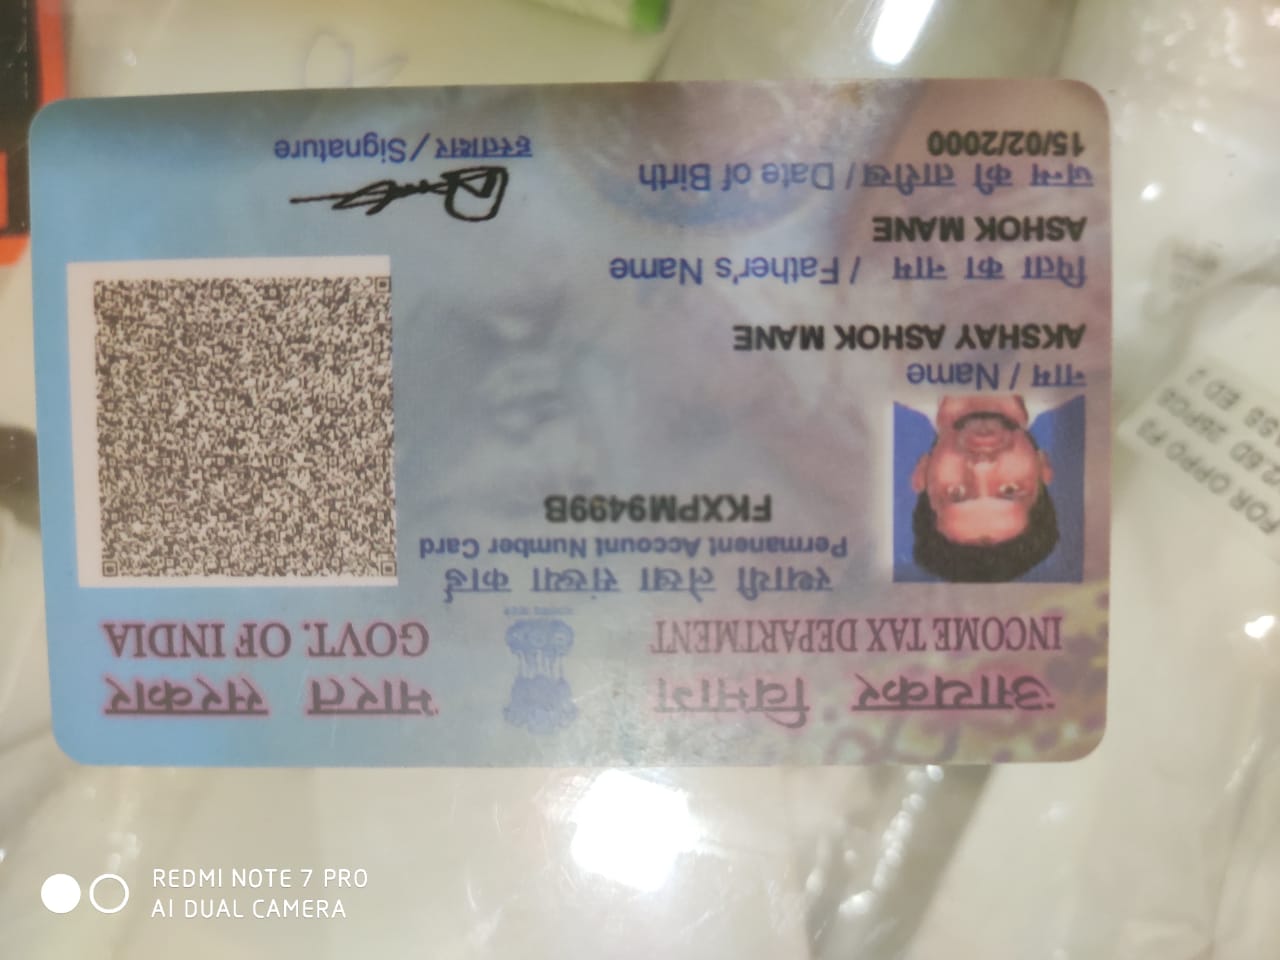 आयकर विभाग
INCOME TAX DEPARTMENT
भारत सरकार
GOVT. OF INDIA
स्थायी लेखा संख्या कार्ड
Permanent Account Number Card
FKXPM9499B
नाम / Name
AKSHAY ASHOK MANE
पिता का नाम / Father's Name
ASHOK MANE
जन्म की तारीख / Date of Birth
15/02/2000
हस्ताक्षर / Signature
FOR OPPO F3
REDMI NOTE 7 PRO
AI DUAL CAMERA